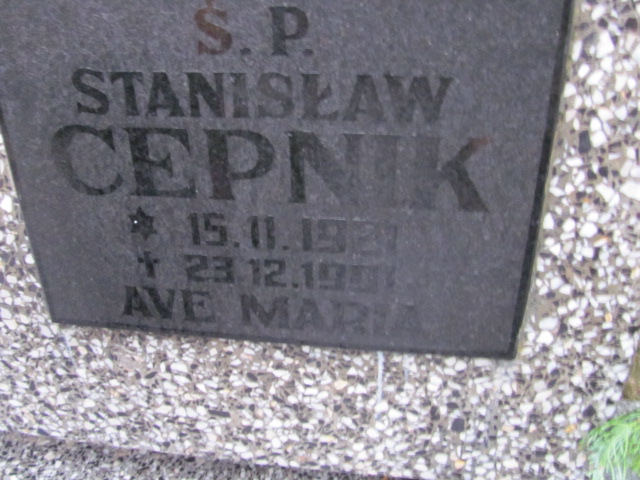 Ś. P.
STANISŁAW
CEPNIK
* 15.11.1921
✝ 23.12.1991
AVE MARIA